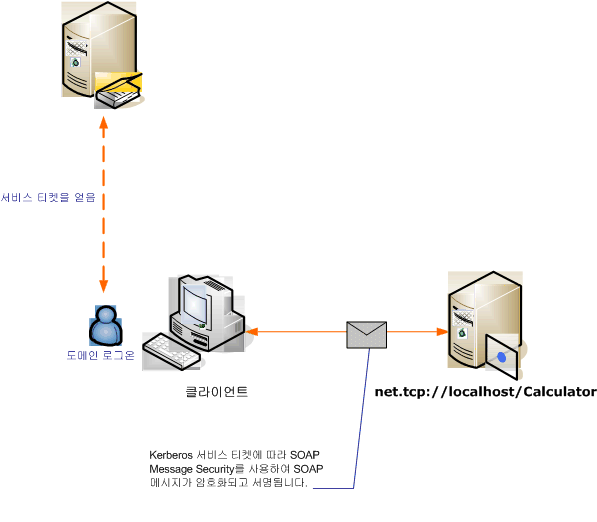 서비스 티켓을 얻음
도메인 로그온
클라이언트
net.tcp://localhost/Calculator
Kerberos 서비스 티켓에 따라 SOAP
Message Security를 사용하여 SOAP
메시지가 암호화되고 서명됩니다.